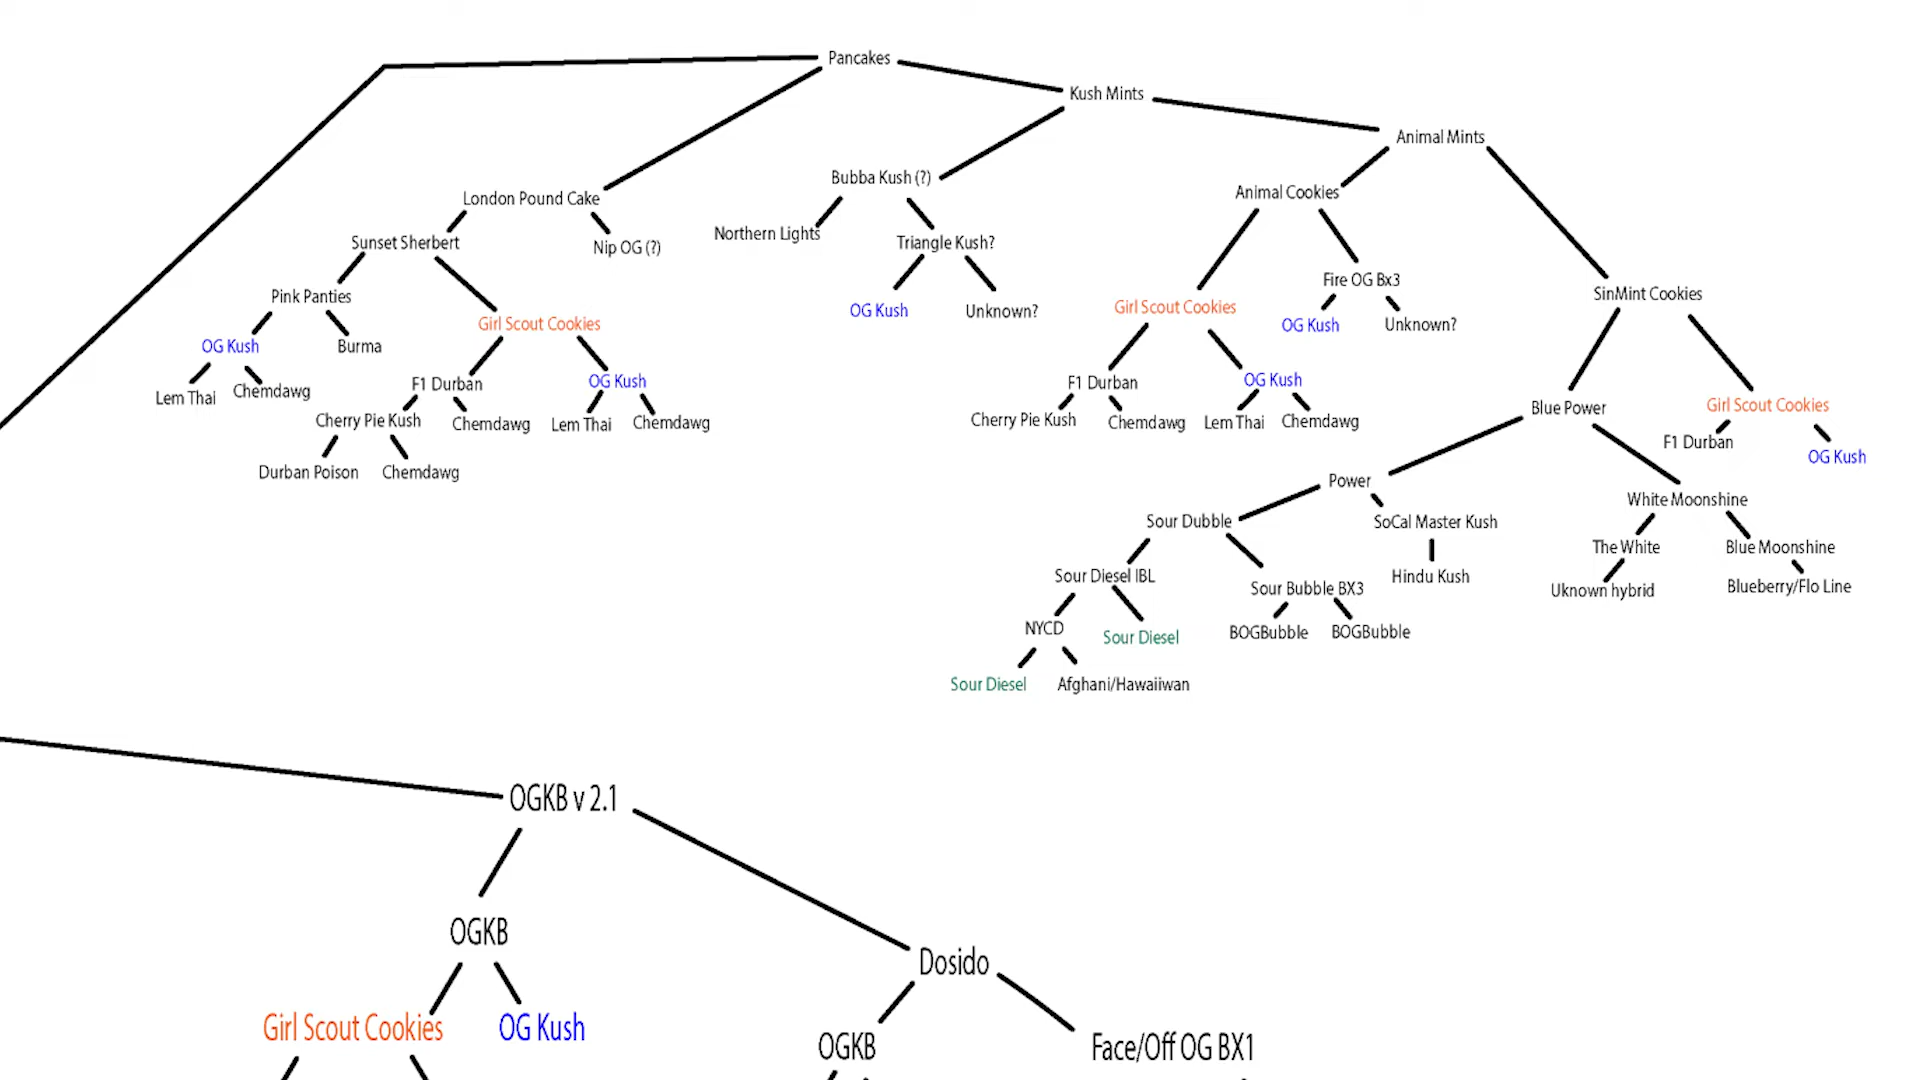 Pancakes
Kush Mints
Animal Mints
Bubba Kush (?)
Animal Cookies
London Pound Cake
Northern Lights
Sunset Sherbert
Nip OG (?)
Triangle Kush?
Fire OG Bx3
SinMint Cookies
Pink Panties
Girl Scout Cookies
OG Kush
Unknown?
Girl Scout Cookies
OG Kush
Unknown?
OG Kush
Burma
F1 Durban
OG Kush
F1 Durban
OG Kush
Lem Thai
Chemdawg
Blue Power
Girl Scout Cookies
Cherry Pie Kush
Chemdawg
Lem Thai
Chemdawg
Cherry Pie Kush
Chemdawg
Lem Thai
Chemdawg
F1 Durban
OG Kush
Durban Poison
Chemdawg
Power
White Moonshine
Sour Dubble
SoCal Master Kush
The White
Blue Moonshine
Sour Diesel IBL
Sour Bubble BX3
Hindu Kush
Uknown hybrid
Blueberry/Flo Line
NYCD
Sour Diesel
BOGBubble
BOGBubble
Sour Diesel
Afghani/Hawaiiwan
OGKB v 2.1
OGKB
Dosido
Girl Scout Cookies
OG Kush
OGKB
Face/Off OG BX1